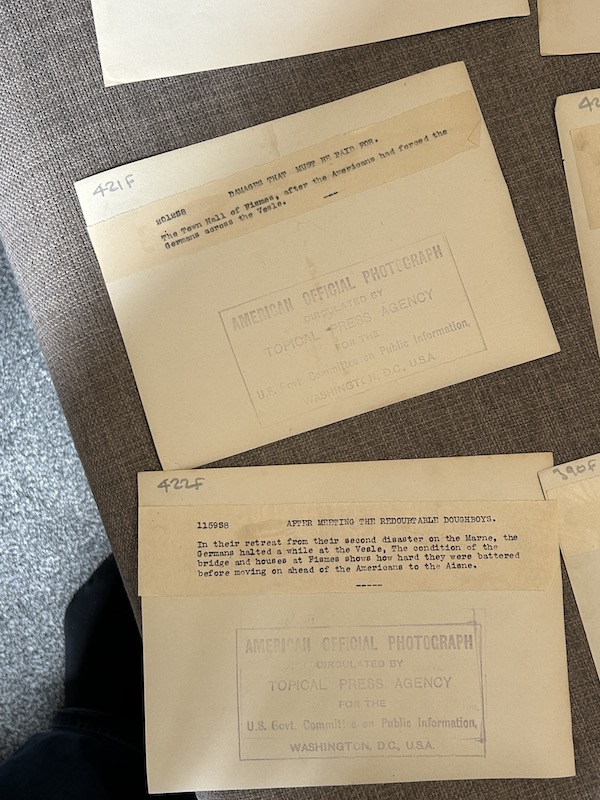 421F
201258 DAMAGES THAT MUST BE PAID FOR.
The Town Hall of Fismes, after the Americans had forced the
Germans across the Vesle.
AMERICAN OFFICIAL PHOTOGRAPH
CIRCULATED BY
TOPICAL PRESS AGENCY
FOR THE
U.S. Govt. Committee on Public Information,
WASHINGTON, D.C., U.S.A.
42
422F
115988 AFTER MEETING THE REDOUBTABLE DOUGHBOYS.
In their retreat from their second disaster on the Marne, the
Germans halted a while at the Vesle, The condition of the
bridge and houses at Fismes shows how hard they were battered
before moving on ahead of the Americans to the Aisne.
AMERICAN OFFICIAL PHOTOGRAPH
CIRCULATED BY
TOPICAL PRESS AGENCY
FOR THE
U.S. Govt. Committee on Public Information,
WASHINGTON, D.C., U.S.A.
390F